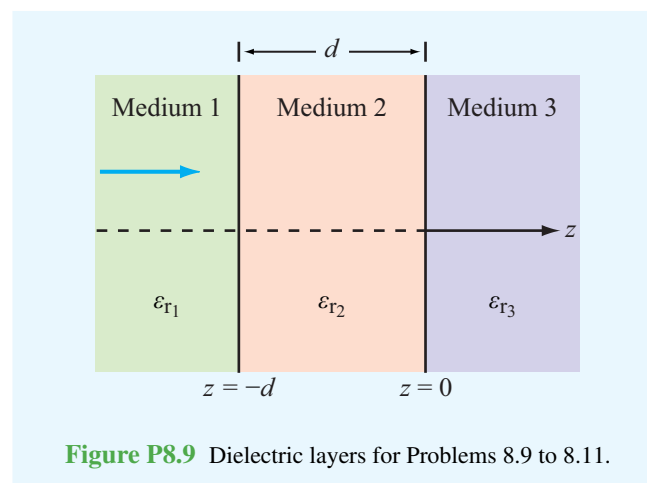 d
Medium 1 Medium 2 Medium 3
z
εr1 εr2 εr3
z = −d z = 0
Figure P8.9 Dielectric layers for Problems 8.9 to 8.11.